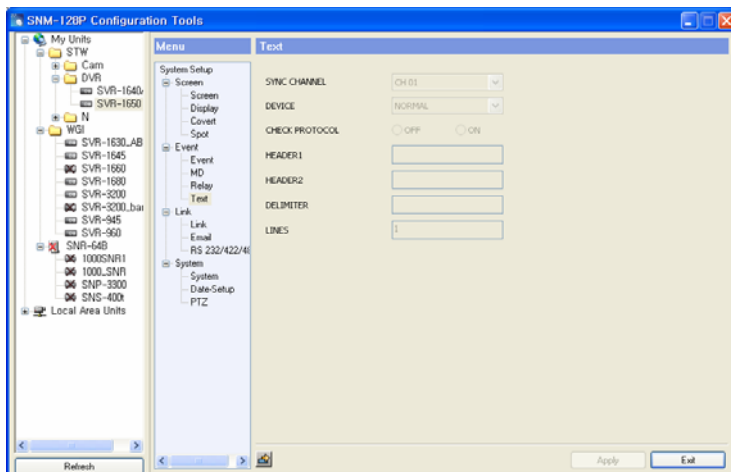 SNM-128P Configuration Tools
My Units
STW
Cam
DVR
SVR-1640/
SVR-1650
N
WGI
SVR-1630_AB
SVR-1645
SVR-1660
SVR-1680
SVR-3200
SVR-3200_bar
SVR-945
SVR-960
SNR-64B
1000SNR1
1000_SNR
SNP-3300
SNS-400t
Local Area Units
Refresh
Menu
System Setup
Screen
Screen
Display
Covert
Spot
Event
Event
MD
Relay
Text
Link
Link
Email
RS 232/422/48
System
System
Date-Setup
PTZ
Text
SYNC CHANNEL CH 01
DEVICE NORMAL
CHECK PROTOCOL OFF ON
HEADER1
HEADER2
DELIMITER
LINES 1
Apply Exit